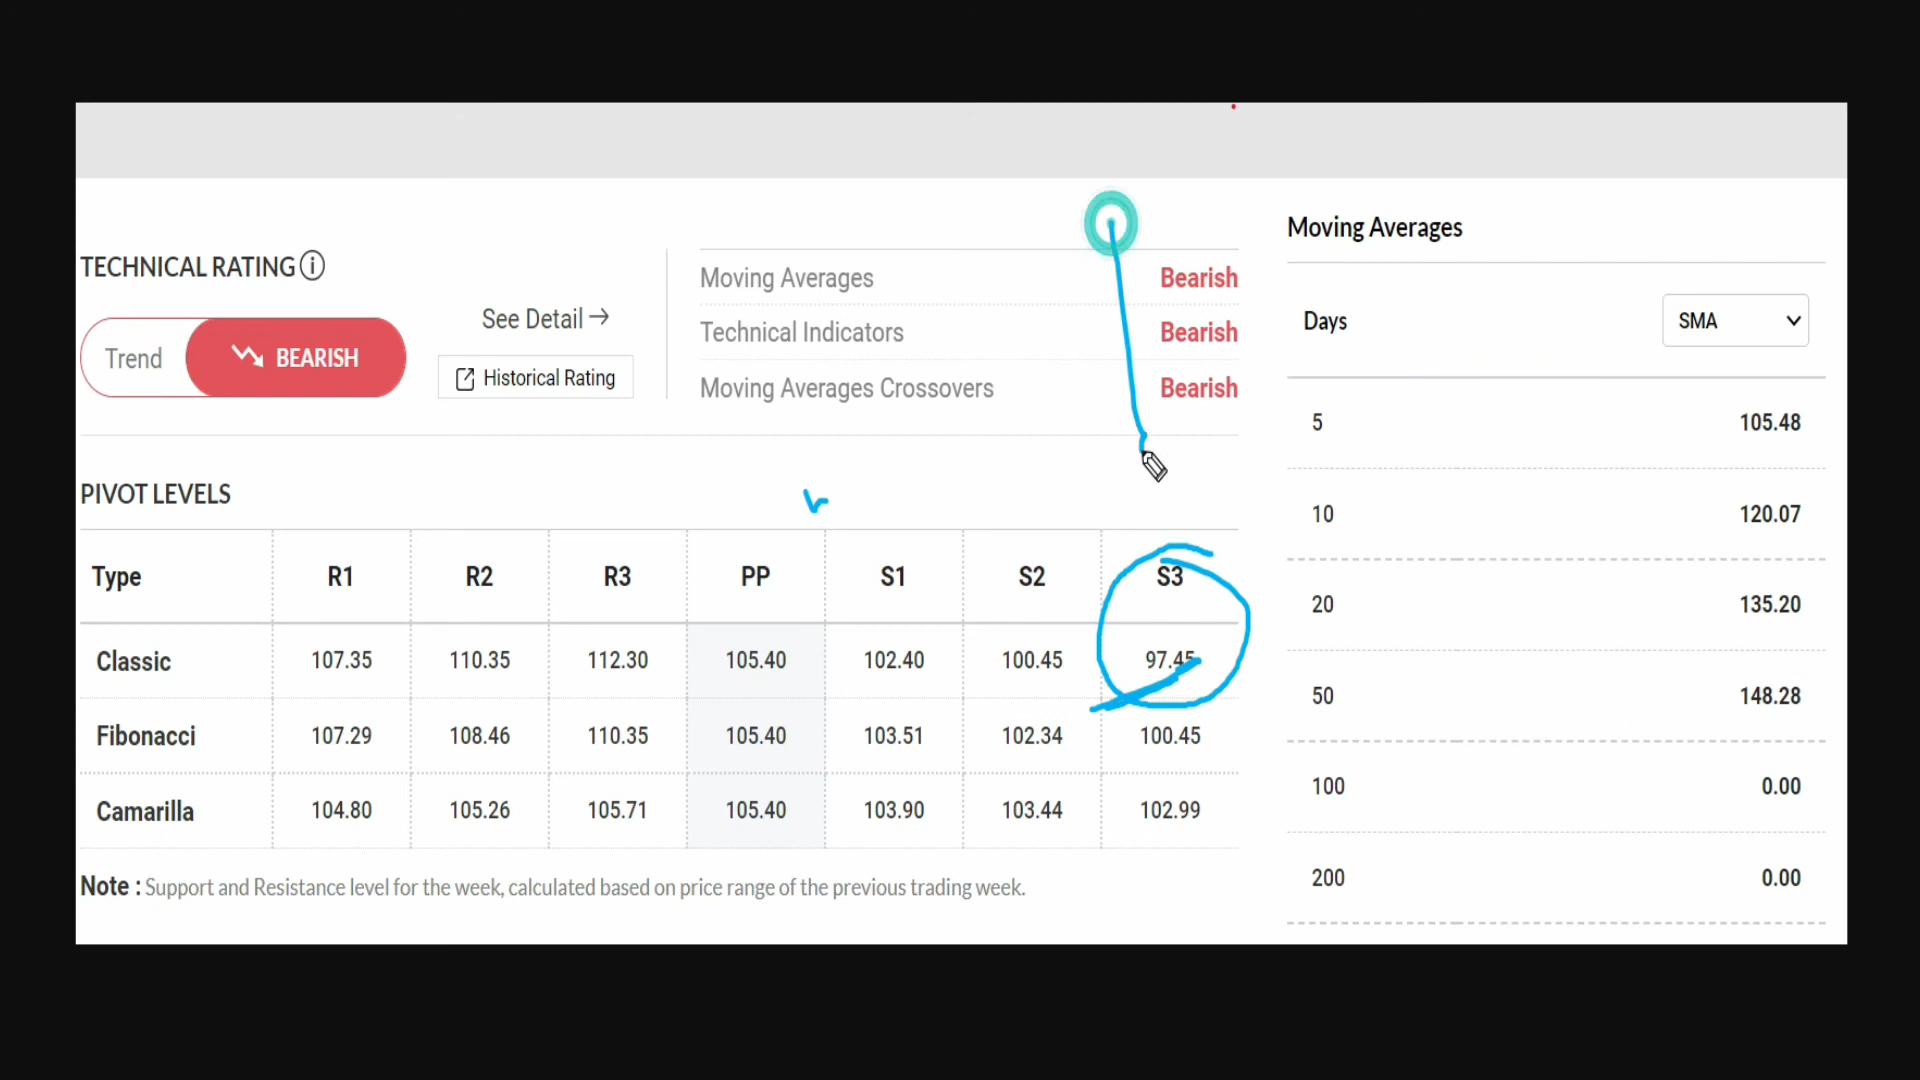 TECHNICAL RATING
Trend BEARISH
See Detail →
Historical Rating
Moving Averages Bearish
Technical Indicators Bearish
Moving Averages Crossovers Bearish
PIVOT LEVELS
Type R1 R2 R3 PP S1 S2 S3
Classic 107.35 110.35 112.30 105.40 102.40 100.45 97.45
Fibonacci 107.29 108.46 110.35 105.40 103.51 102.34 100.45
Camarilla 104.80 105.26 105.71 105.40 103.90 103.44 102.99
Note : Support and Resistance level for the week, calculated based on price range of the previous trading week.
Moving Averages
Days SMA
5 105.48
10 120.07
20 135.20
50 148.28
100 0.00
200 0.00